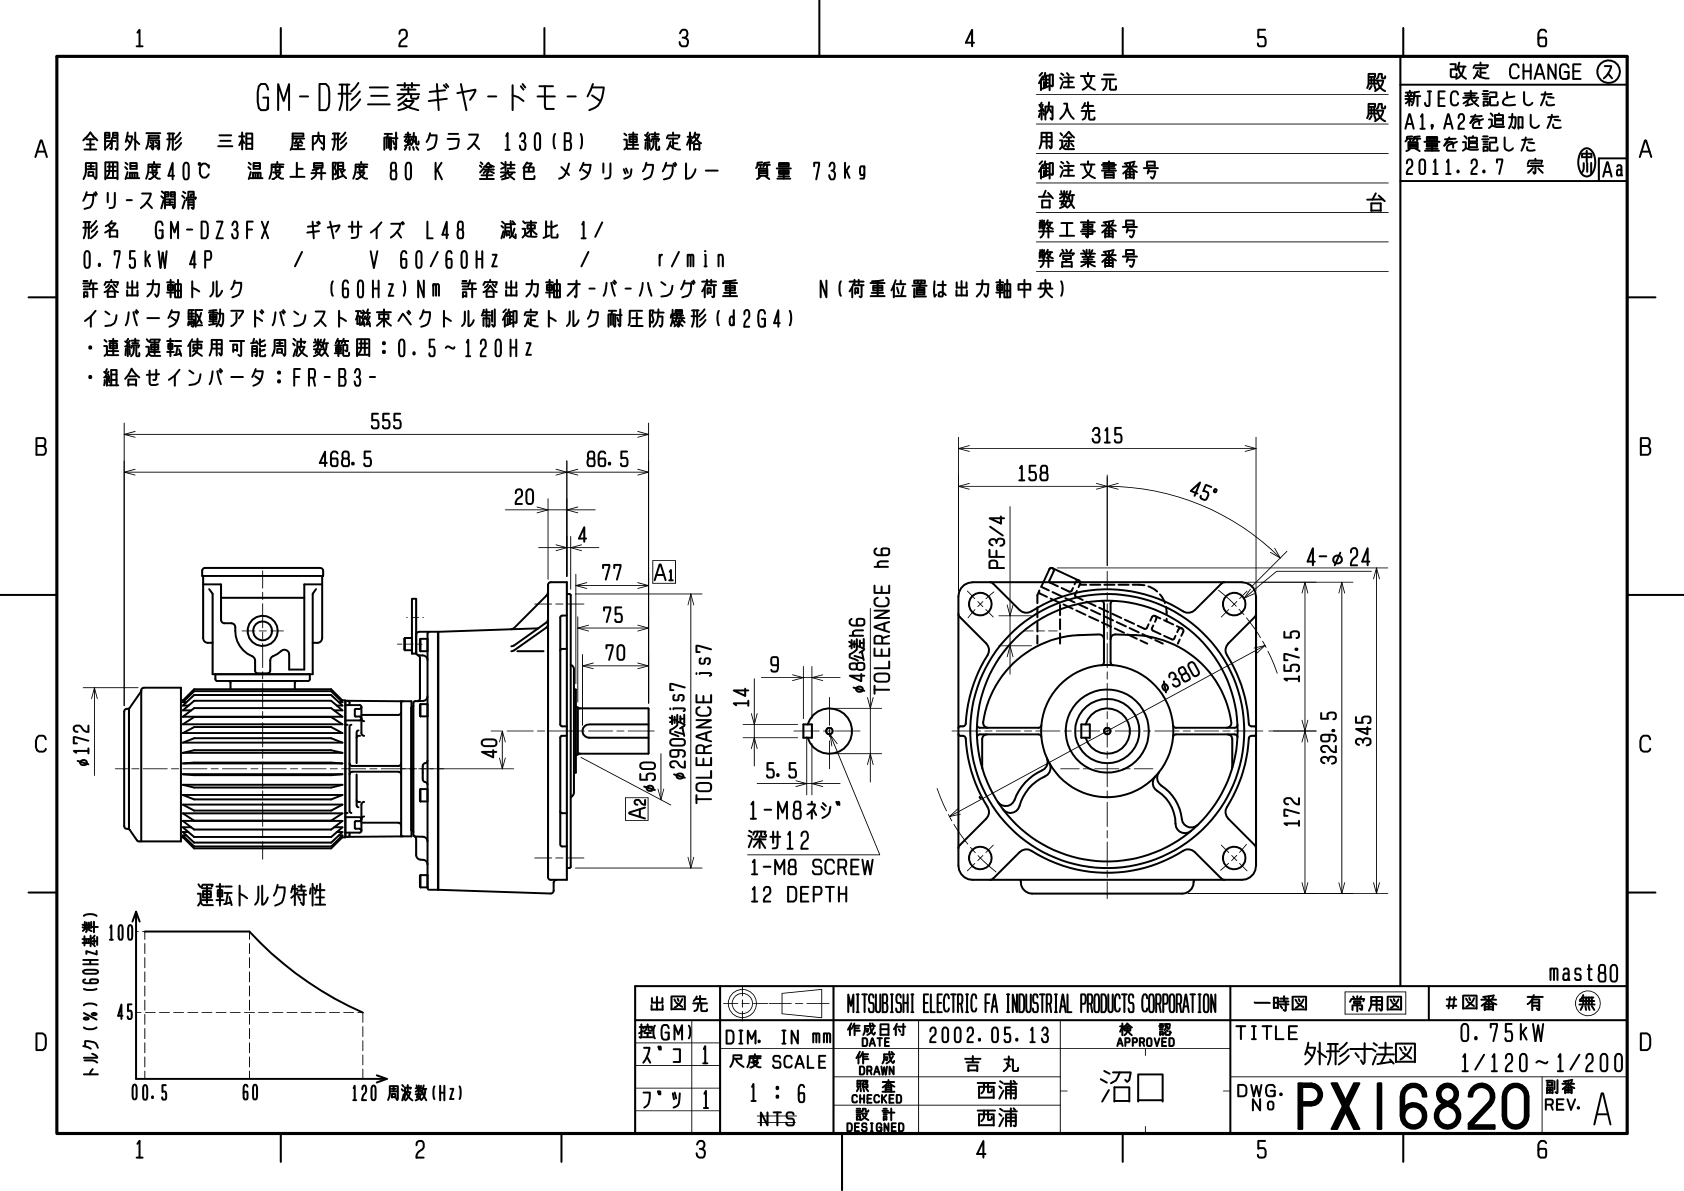 1 2 3 4 5 6
A
B
C
D
GM-D形三菱ギヤードモータ
全閉外扇形 三相 屋内形 耐熱クラス 130(B) 連続定格
周囲温度40℃ 温度上昇限度 80 K 塗装色 メタリックグレー 質量 73kg
グリース潤滑
形名 GM-DZ3FX ギヤサイズ L48 減速比 1/
0.75kW 4P / V 60/60Hz / r/min
許容出力軸トルク (60Hz)Nm 許容出力軸オーバーハング荷重 N(荷重位置は出力軸中央)
インバータ駆動アドバンスト磁束ベクトル制御定トルク耐圧防爆形(d2G4)
・連続運転使用可能周波数範囲：0.5～120Hz
・組合せインバータ：FR-B3-
御注文元 殿
納入先 殿
用途
御注文書番号
台数 台
弊工事番号
弊営業番号
改定 CHANGE ス
新JEC表記とした
A1,A2を追加した
質量を追記した
2011.2.7 宗 Aa
A
B
C
D
555
468.5 86.5
20
4
77 A1
75
70
φ172
40
φ50
A2
φ290公差js7
TOLERANCE js7
9
14
5.5
φ48公差h6
TOLERANCE h6
1-M8ネジ
深サ12
1-M8 SCREW
12 DEPTH
315
158
45°
PF3/4
4-φ24
φ380
157.5
172
329.5
345
運転トルク特性
トルク(%)(60Hz基準)
100
45
0 0.5 60 120 周波数(Hz)
mast80
出図先
控(GM)
ズコ 1
ブツ 1
DIM. IN mm
尺度 SCALE
1 : 6
NTS
MITSUBISHI ELECTRIC FA INDUSTRIAL PRODUCTS CORPORATION
作成日付 DATE 2002.05.13
作成 DRAWN 吉丸
照査 CHECKED 西浦
設計 DESIGNED 西浦
検認 APPROVED
沼口
一時図 常用図 #図番 有 無
TITLE
外形寸法図
0.75kW
1/120～1/200
DWG. No PX16820
副番 REV. A
1 2 3 4 5 6